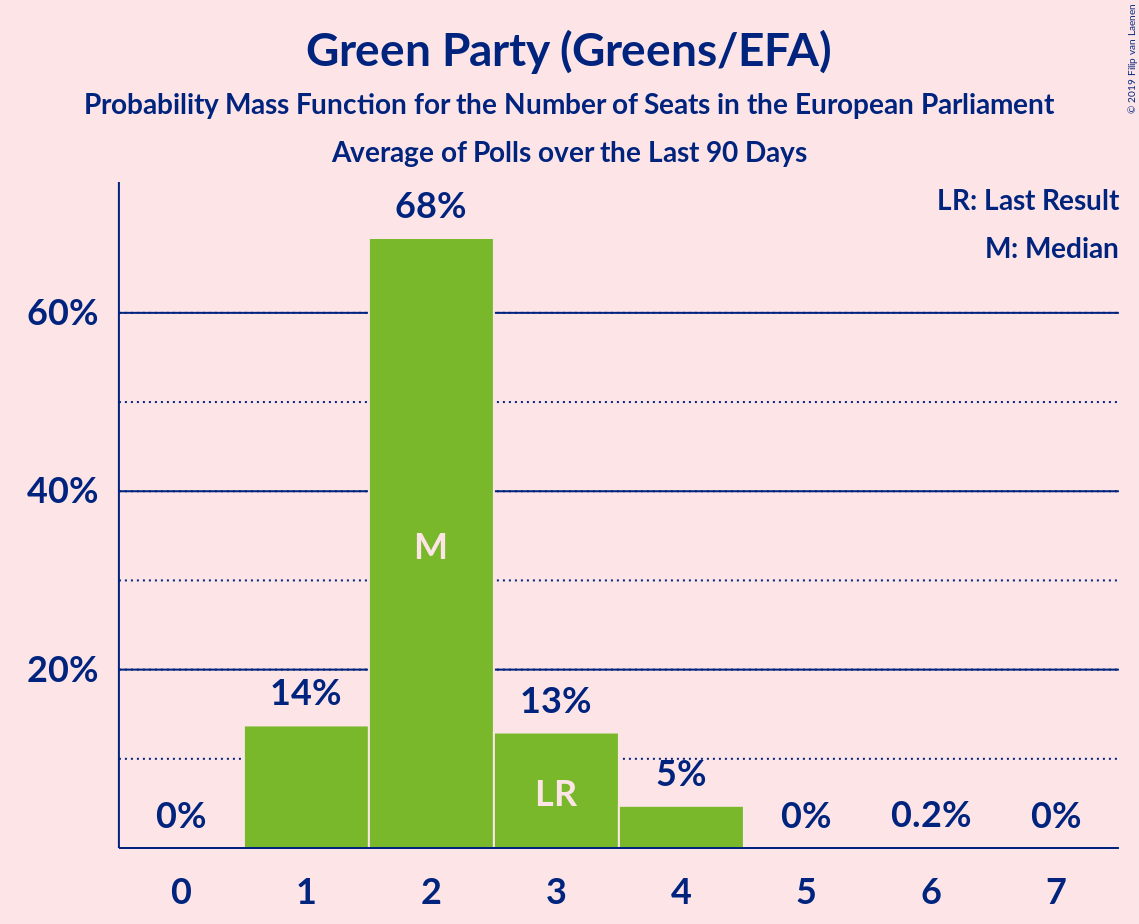 Green Party (Greens/EFA)
Probability Mass Function for the Number of Seats in the European Parliament
Average of Polls over the Last 90 Days
© 2019 Filip van Laenen
LR: Last Result
M: Median
68%
60%
40%
M
20%
14%
13%
5%
LR
0%
0%
0.2%
0%
0 1 2 3 4 5 6 7